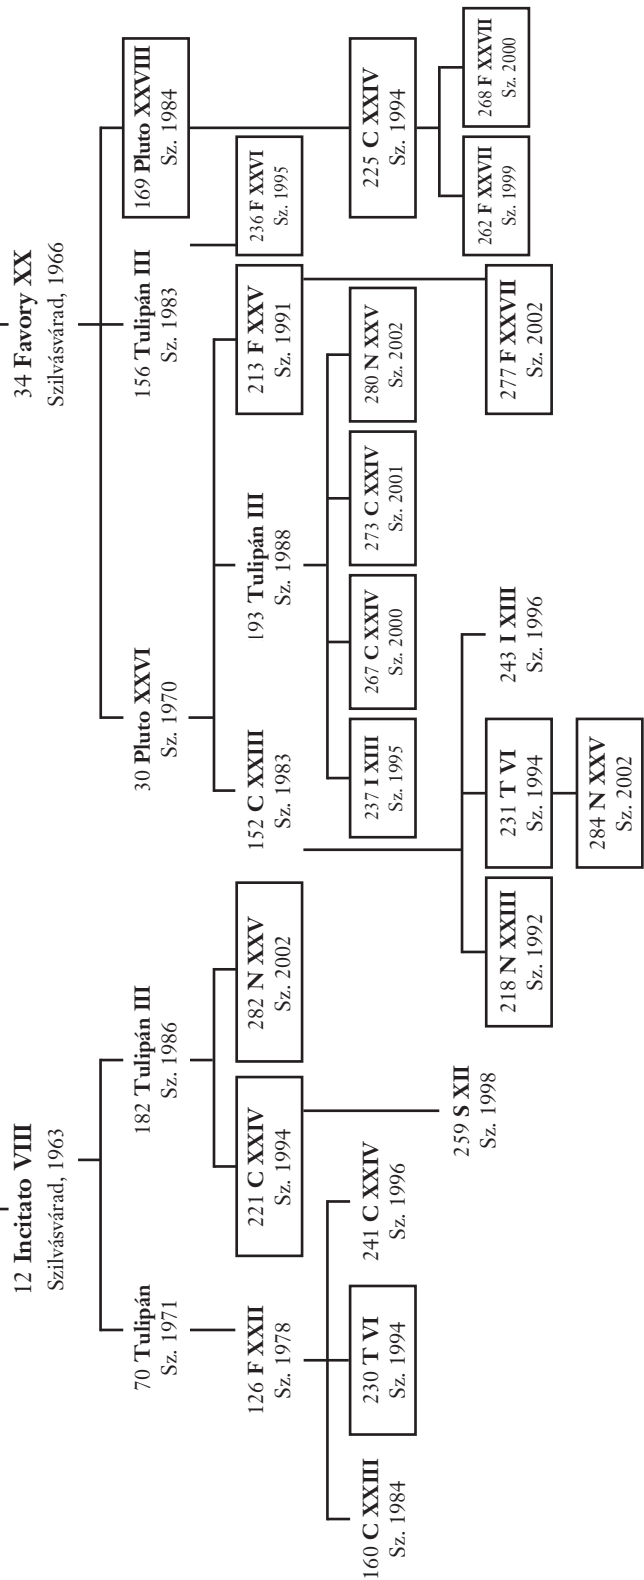 12 Incitato VIII
Szilvásvárad, 1963
34 Favory XX
Szilvásvárad, 1966
70 Tulipán
Sz. 1971
182 Tulipán III
Sz. 1986
30 Pluto XXVI
Sz. 1970
156 Tulipán III
Sz. 1983
169 Pluto XXVIII
Sz. 1984
126 F XXII
Sz. 1978
221 C XXIV
Sz. 1994
282 N XXV
Sz. 2002
152 C XXIII
Sz. 1983
193 Tulipán III
Sz. 1988
213 F XXV
Sz. 1991
236 F XXVI
Sz. 1995
160 C XXIII
Sz. 1984
230 T VI
Sz. 1994
241 C XXIV
Sz. 1996
237 I XIII
Sz. 1995
267 C XXIV
Sz. 2000
273 C XXIV
Sz. 2001
280 N XXV
Sz. 2002
225 C XXIV
Sz. 1994
259 S XII
Sz. 1998
262 F XXVII
Sz. 1999
268 F XXVII
Sz. 2000
218 N XXIII
Sz. 1992
231 T VI
Sz. 1994
243 I XIII
Sz. 1996
277 F XXVII
Sz. 2002
284 N XXV
Sz. 2002